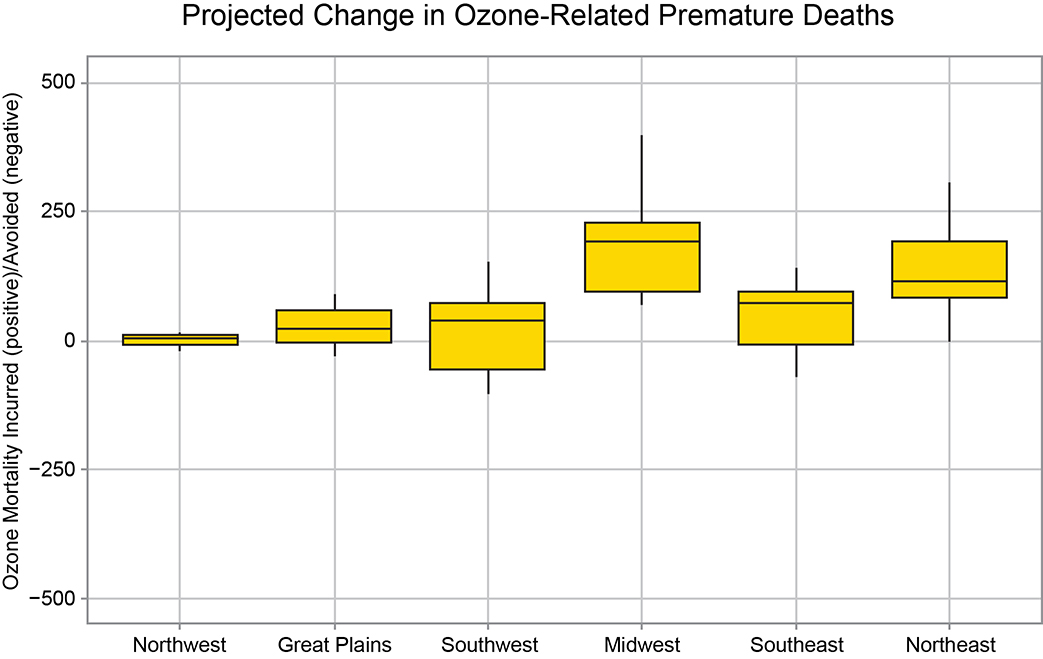 Projected Change in Ozone-Related Premature Deaths
Ozone Mortality Incurred (positive)/Avoided (negative)
500
250
0
−250
−500
Northwest Great Plains Southwest Midwest Southeast Northeast